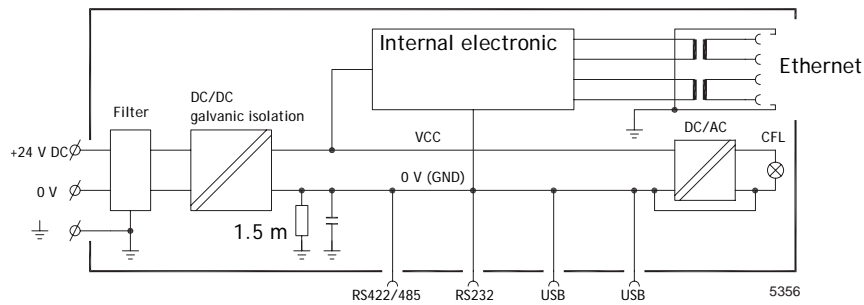 Internal electronic
Ethernet
DC/DC
galvanic isolation
Filter
DC/AC
CFL
VCC
+24 V DC
0 V (GND)
0 V
1.5 m
RS422/485
RS232
USB
USB
5356